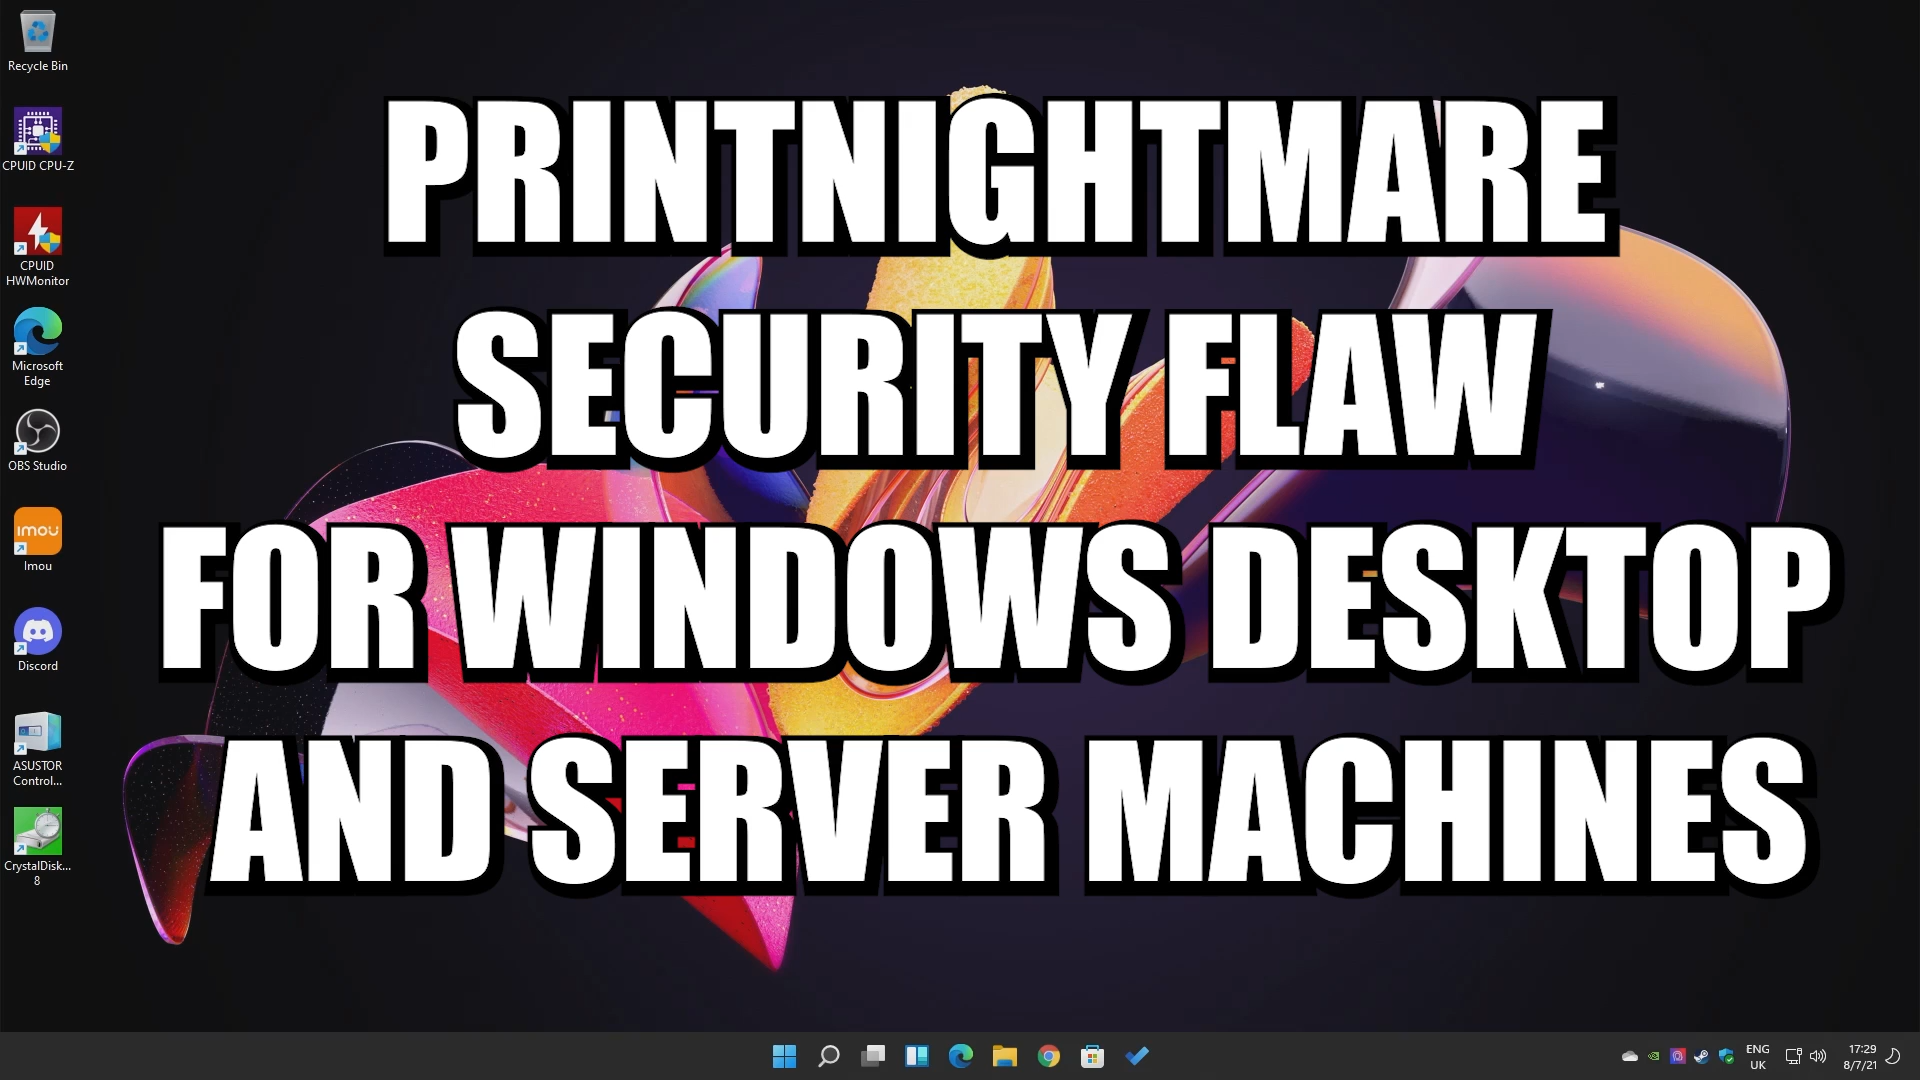 Recycle Bin
CPUID CPU-Z
CPUID
HWMonitor
Microsoft
Edge
OBS Studio
imou
Imou
Discord
ASUSTOR
Control...
CrystalDisk...
8
PRINTNIGHTMARE
SECURITY FLAW
FOR WINDOWS DESKTOP
AND SERVER MACHINES
ENG
UK
17:29
8/7/21